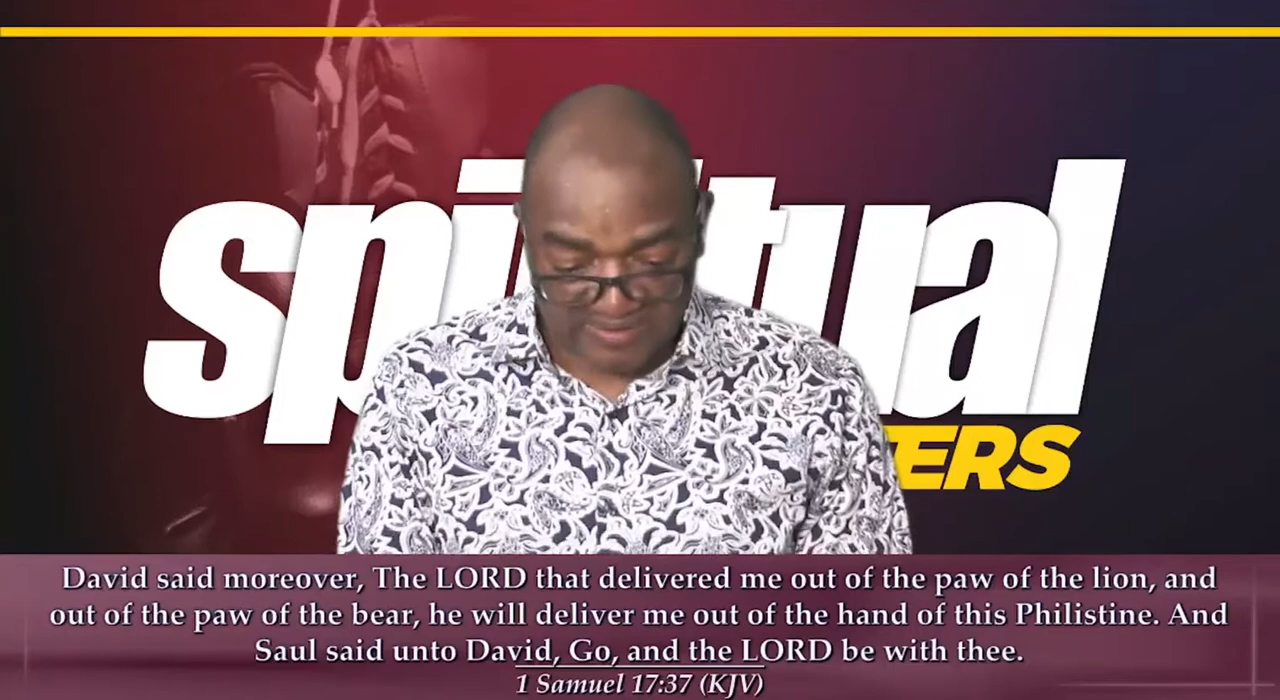 spiritual
ERS
David said moreover, The LORD that delivered me out of the paw of the lion, and
out of the paw of the bear, he will deliver me out of the hand of this Philistine. And
Saul said unto David, Go, and the LORD be with thee.
1 Samuel 17:37 (KJV)